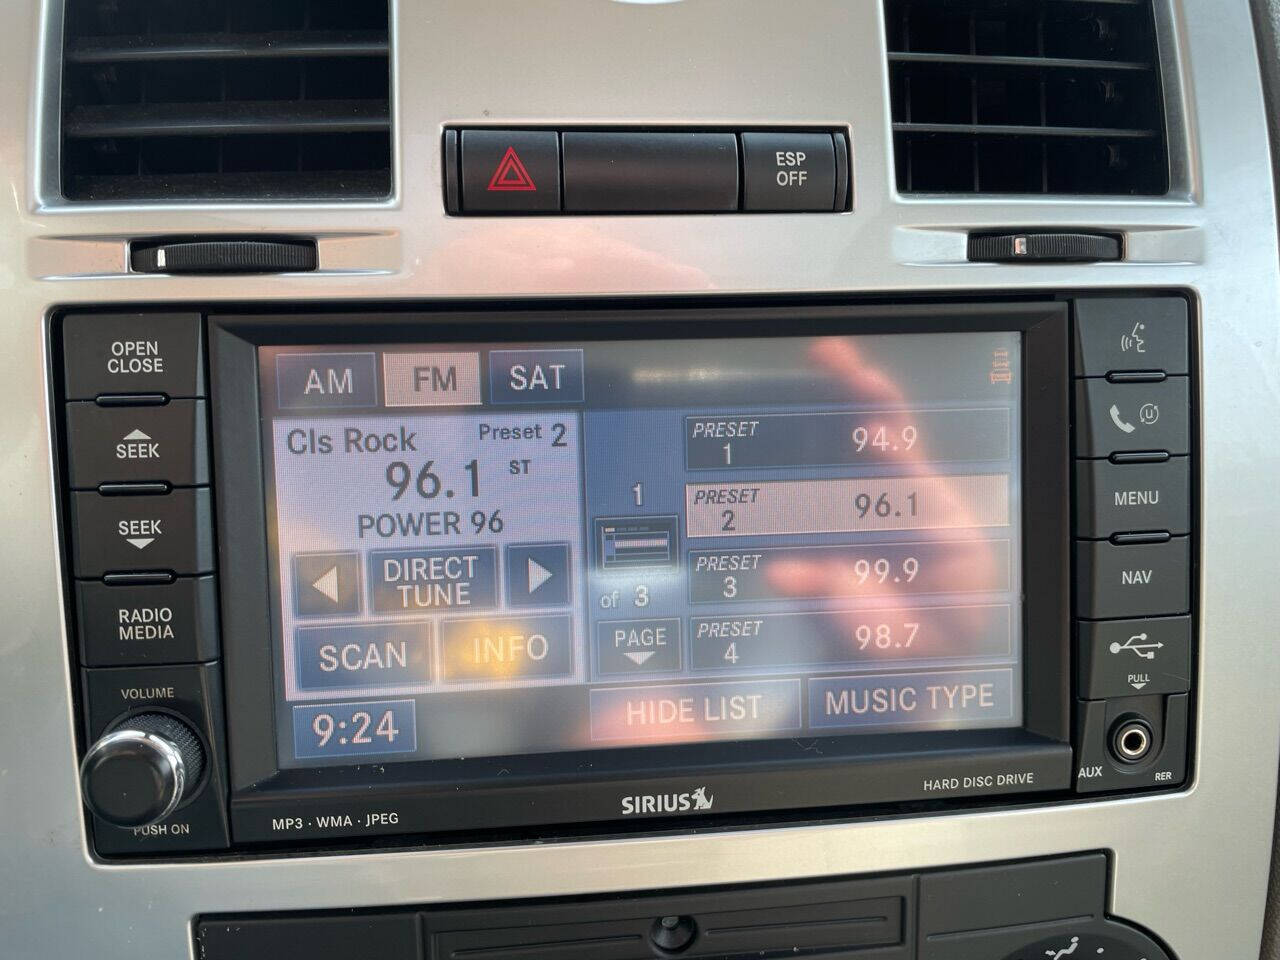 ESP
OFF
OPEN
CLOSE
SEEK
SEEK
RADIO
MEDIA
VOLUME
PUSH ON
AM
FM
SAT
Cls Rock
Preset 2
96.1
ST
POWER 96
DIRECT
TUNE
SCAN
INFO
9:24
1
of 3
PAGE
PRESET
1
94.9
PRESET
2
96.1
PRESET
3
99.9
PRESET
4
98.7
HIDE LIST
MUSIC TYPE
MENU
NAV
PULL
AUX
RER
MP3 · WMA · JPEG
SIRIUS
HARD DISC DRIVE